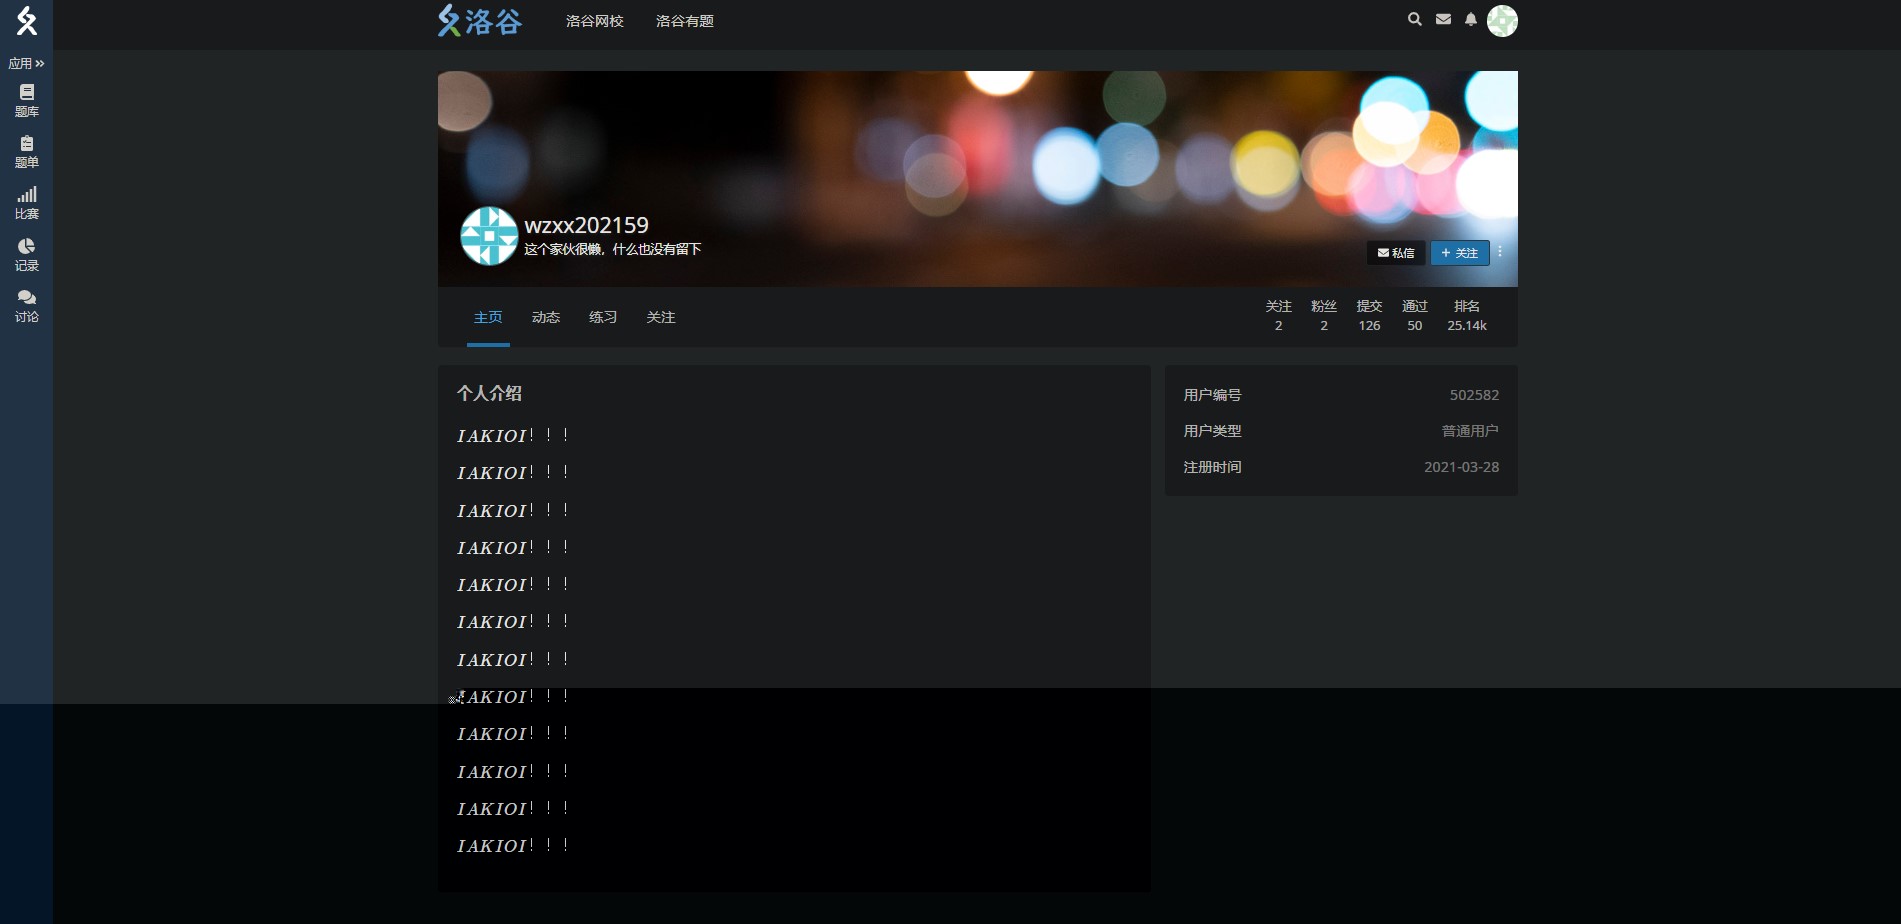 洛谷
洛谷网校
洛谷有题
应用
题库
题单
比赛
记录
讨论
wzxx202159
这个家伙很懒，什么也没有留下
私信
+ 关注
主页
动态
练习
关注
关注
2
粉丝
2
提交
126
通过
50
排名
25.14k
个人介绍
IAKIOI！！！
IAKIOI！！！
IAKIOI！！！
IAKIOI！！！
IAKIOI！！！
IAKIOI！！！
IAKIOI！！！
IAKIOI！！！
IAKIOI！！！
IAKIOI！！！
IAKIOI！！！
IAKIOI！！！
用户编号 502582
用户类型 普通用户
注册时间 2021-03-28